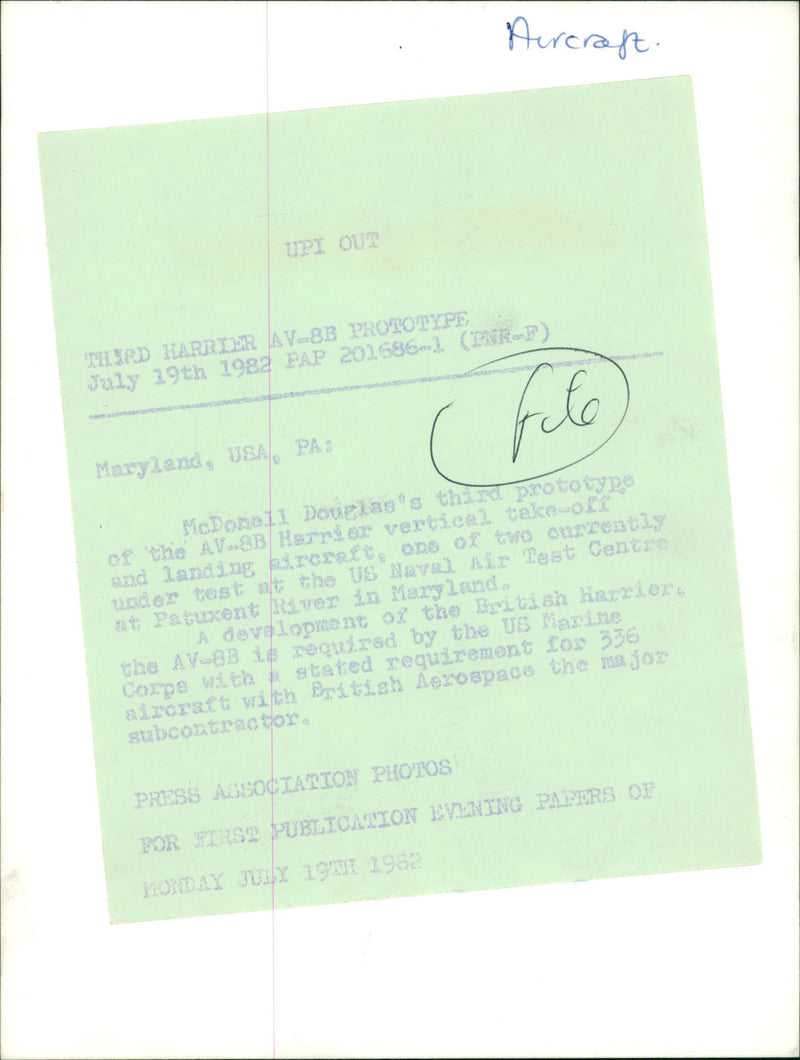 Aircraft.
UPI OUT
THIRD HARRIER AV-8B PROTOTYPE
July 19th 1982 PAP 201686-1 (PNR-F)
File
Maryland, USA, PA:
McDonell Douglas's third prototype
of the AV-8B Harrier vertical take-off
and landing aircraft, one of two currently
under test at the US Naval Air Test Centre
at Patuxent River in Maryland.
A development of the British Harrier,
the AV-8B is required by the US Marine
Corps with a stated requirement for 336
aircraft with British Aerospace the major
subcontractor.
PRESS ASSOCIATION PHOTOS
FOR FIRST PUBLICATION EVENING PAPERS OF
MONDAY JULY 19TH 1982